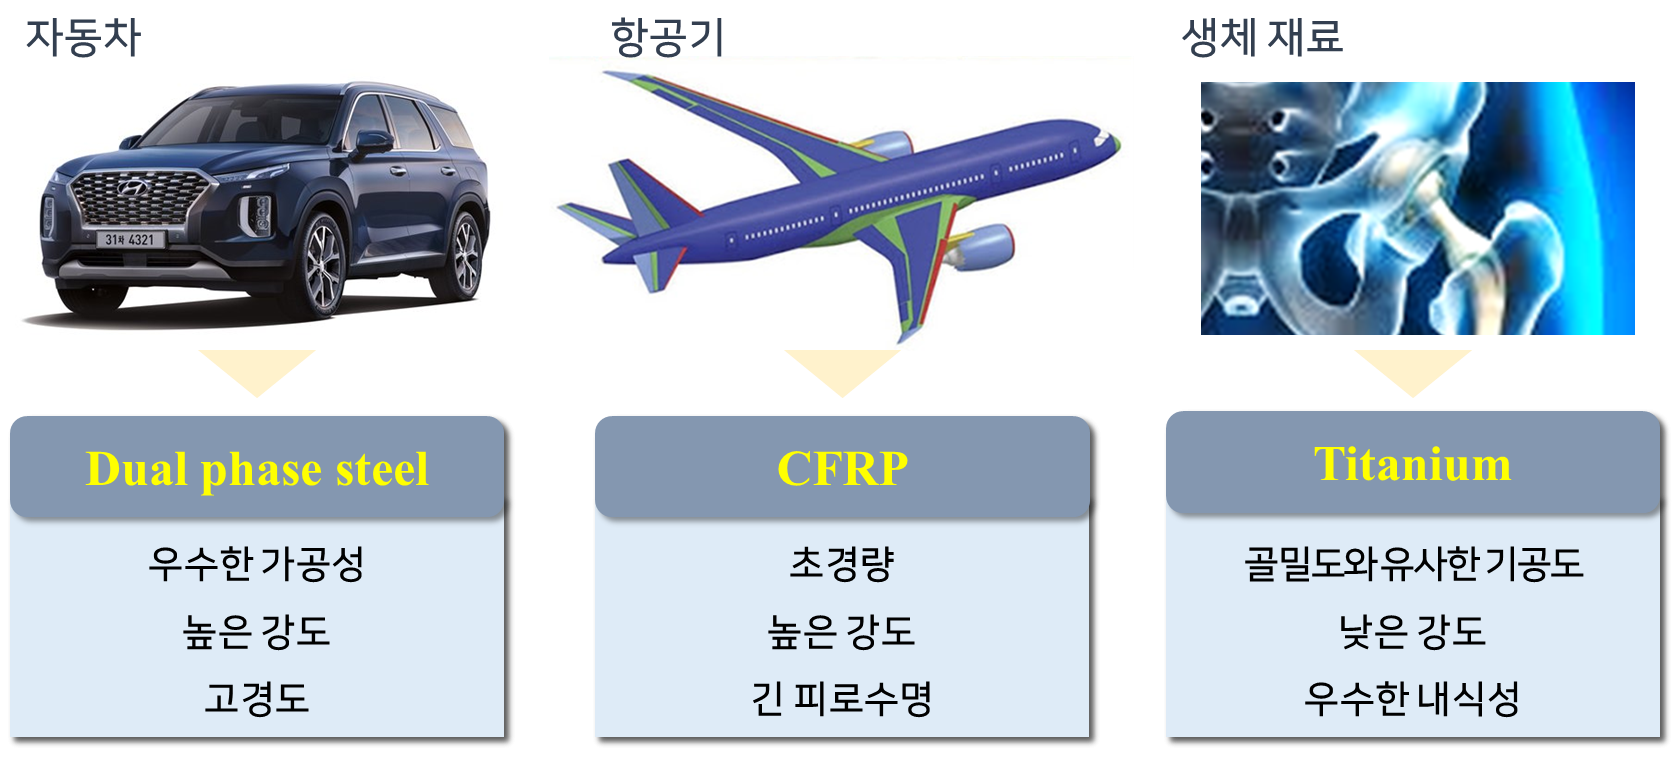 자동차
항공기
생체 재료
31차 4321
Dual phase steel
우수한 가공성
높은 강도
고경도
CFRP
초경량
높은 강도
긴 피로수명
Titanium
골밀도와 유사한 기공도
낮은 강도
우수한 내식성